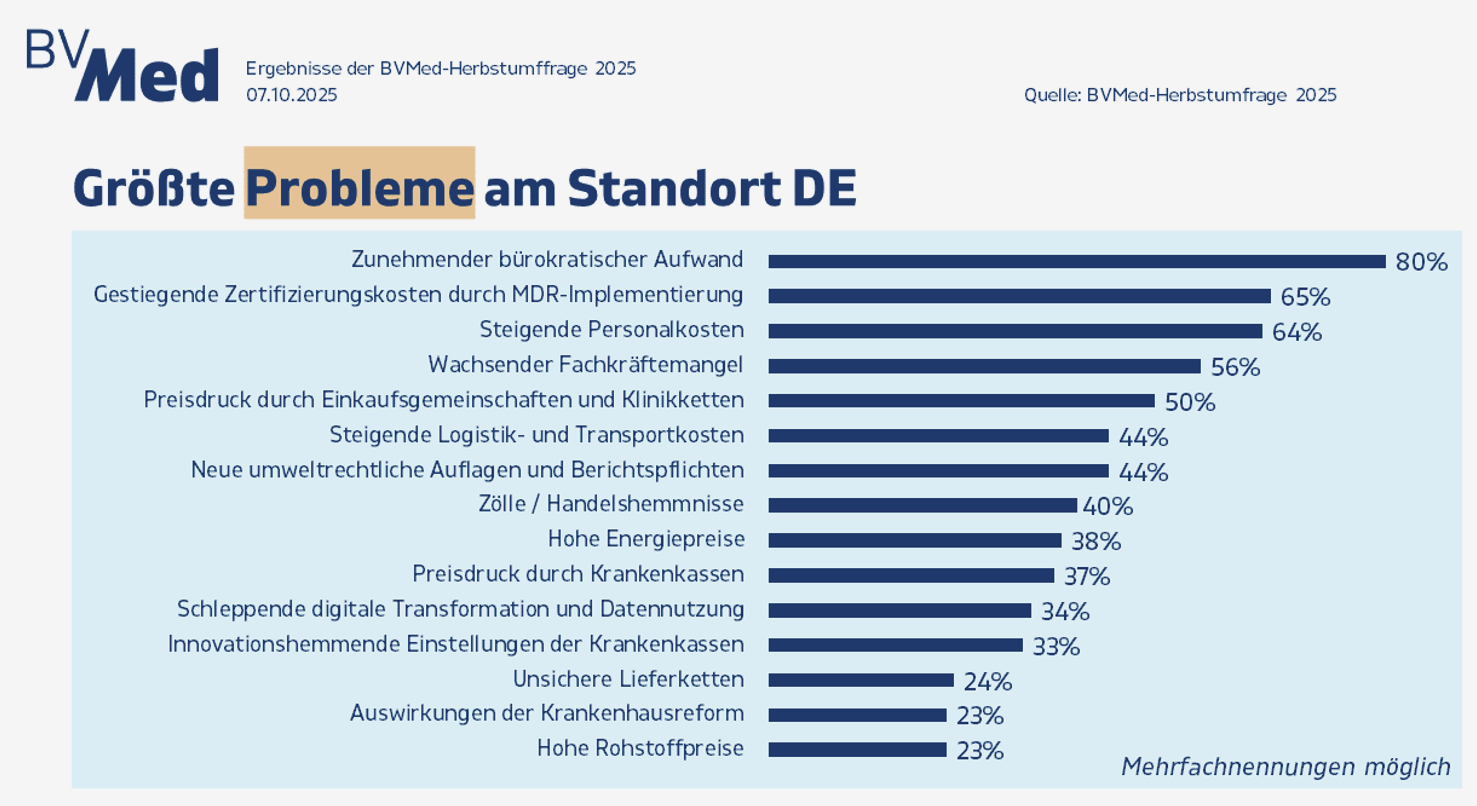 BVMed
Ergebnisse der BVMed-Herbstumffrage 2025
07.10.2025
Quelle: BVMed-Herbstumfrage 2025
Größte Probleme am Standort DE
Zunehmender bürokratischer Aufwand 80%
Gestiegende Zertifizierungskosten durch MDR-Implementierung 65%
Steigende Personalkosten 64%
Wachsender Fachkräftemangel 56%
Preisdruck durch Einkaufsgemeinschaften und Klinikketten 50%
Steigende Logistik- und Transportkosten 44%
Neue umweltrechtliche Auflagen und Berichtspflichten 44%
Zölle / Handelshemmnisse 40%
Hohe Energiepreise 38%
Preisdruck durch Krankenkassen 37%
Schleppende digitale Transformation und Datennutzung 34%
Innovationshemmende Einstellungen der Krankenkassen 33%
Unsichere Lieferketten 24%
Auswirkungen der Krankenhausreform 23%
Hohe Rohstoffpreise 23%
Mehrfachnennungen möglich